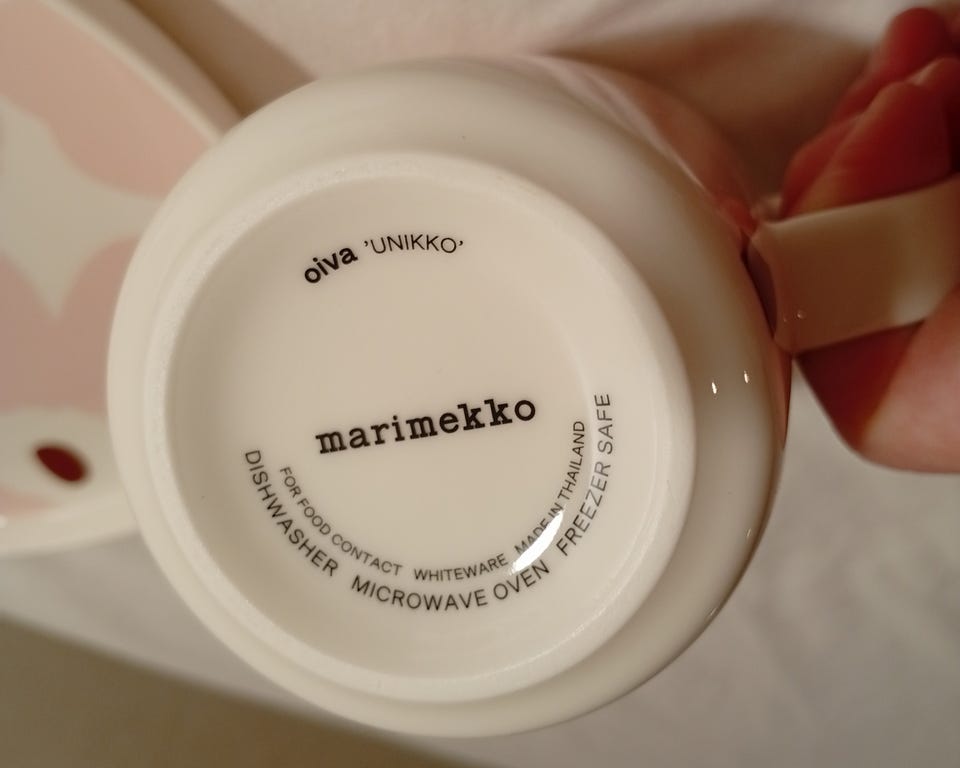 oiva 'UNIKKO'
marimekko
FOR FOOD CONTACT WHITEWARE MADE IN THAILAND
DISHWASHER MICROWAVE OVEN FREEZER SAFE